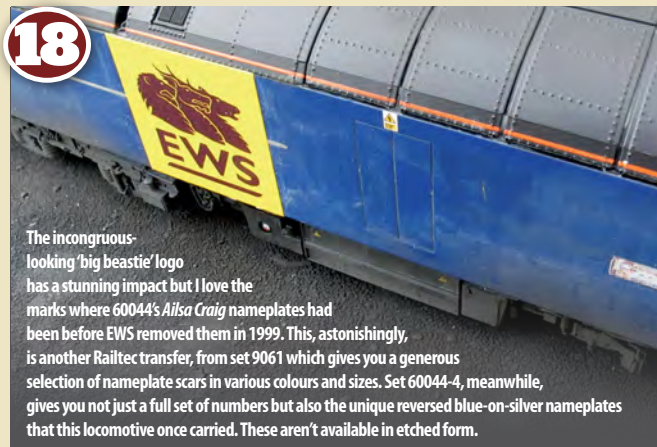 18
EWS
The incongruous-
looking ‘big beastie’ logo
has a stunning impact but I love the
marks where 60044’s Ailsa Craig nameplates had
been before EWS removed them in 1999. This, astonishingly,
is another Railtec transfer, from set 9061 which gives you a generous
selection of nameplate scars in various colours and sizes. Set 60044-4, meanwhile,
gives you not just a full set of numbers but also the unique reversed blue-on-silver nameplates
that this locomotive once carried. These aren’t available in etched form.